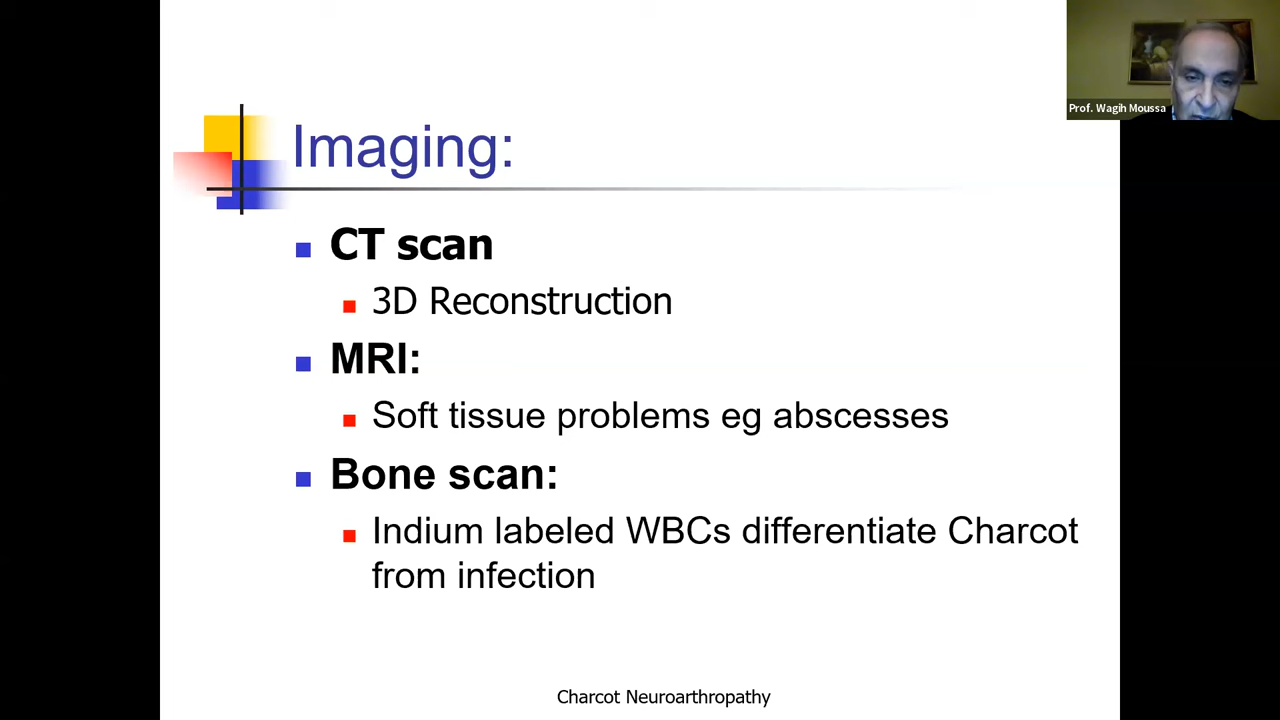 Prof. Wagih Moussa
Imaging:
CT scan
3D Reconstruction
MRI:
Soft tissue problems eg abscesses
Bone scan:
Indium labeled WBCs differentiate Charcot
from infection
Charcot Neuroarthropathy